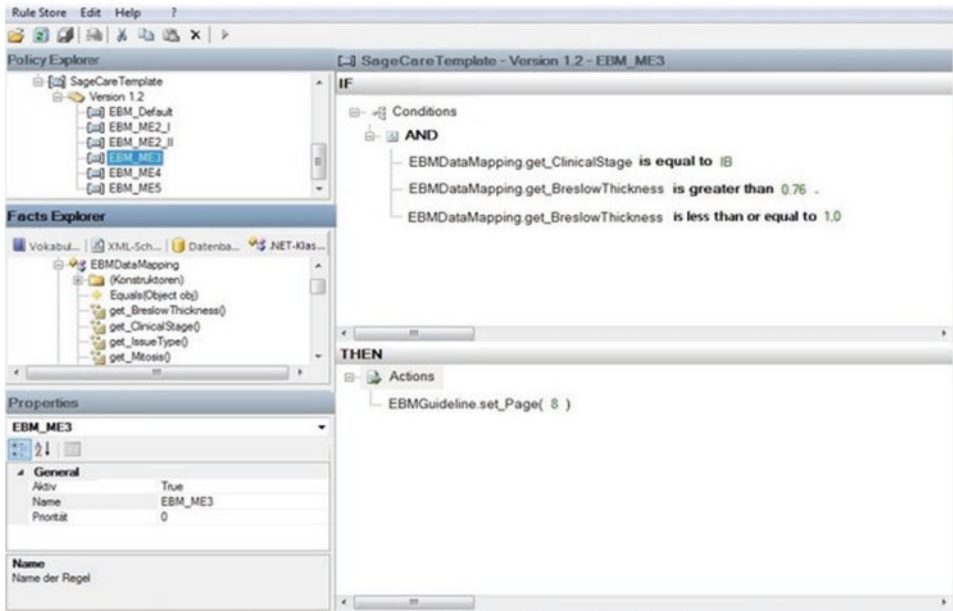 Rule Store Edit Help ?
Policy Explorer
SageCareTemplate
Version 1.2
EBM_Default
EBM_ME2_I
EBM_ME2_II
EBM_ME3
EBM_ME4
EBM_ME5
Facts Explorer
Vokabul... XML-Sch... Datenba... .NET-Klas...
EBMDataMapping
(Konstruktoren)
Equals(Object obj)
get_BreslowThickness()
get_ClinicalStage()
get_IssueType()
get_Mitosis()
Properties
EBM_ME3
General
Aktiv True
Name EBM_ME3
Priorität 0
Name
Name der Regel
SageCareTemplate - Version 1.2 - EBM_ME3
IF
Conditions
AND
EBMDataMapping.get_ClinicalStage is equal to IB
EBMDataMapping.get_BreslowThickness is greater than 0.76 .
EBMDataMapping.get_BreslowThickness is less than or equal to 1.0
THEN
Actions
EBMGuideline.set_Page( 8 )